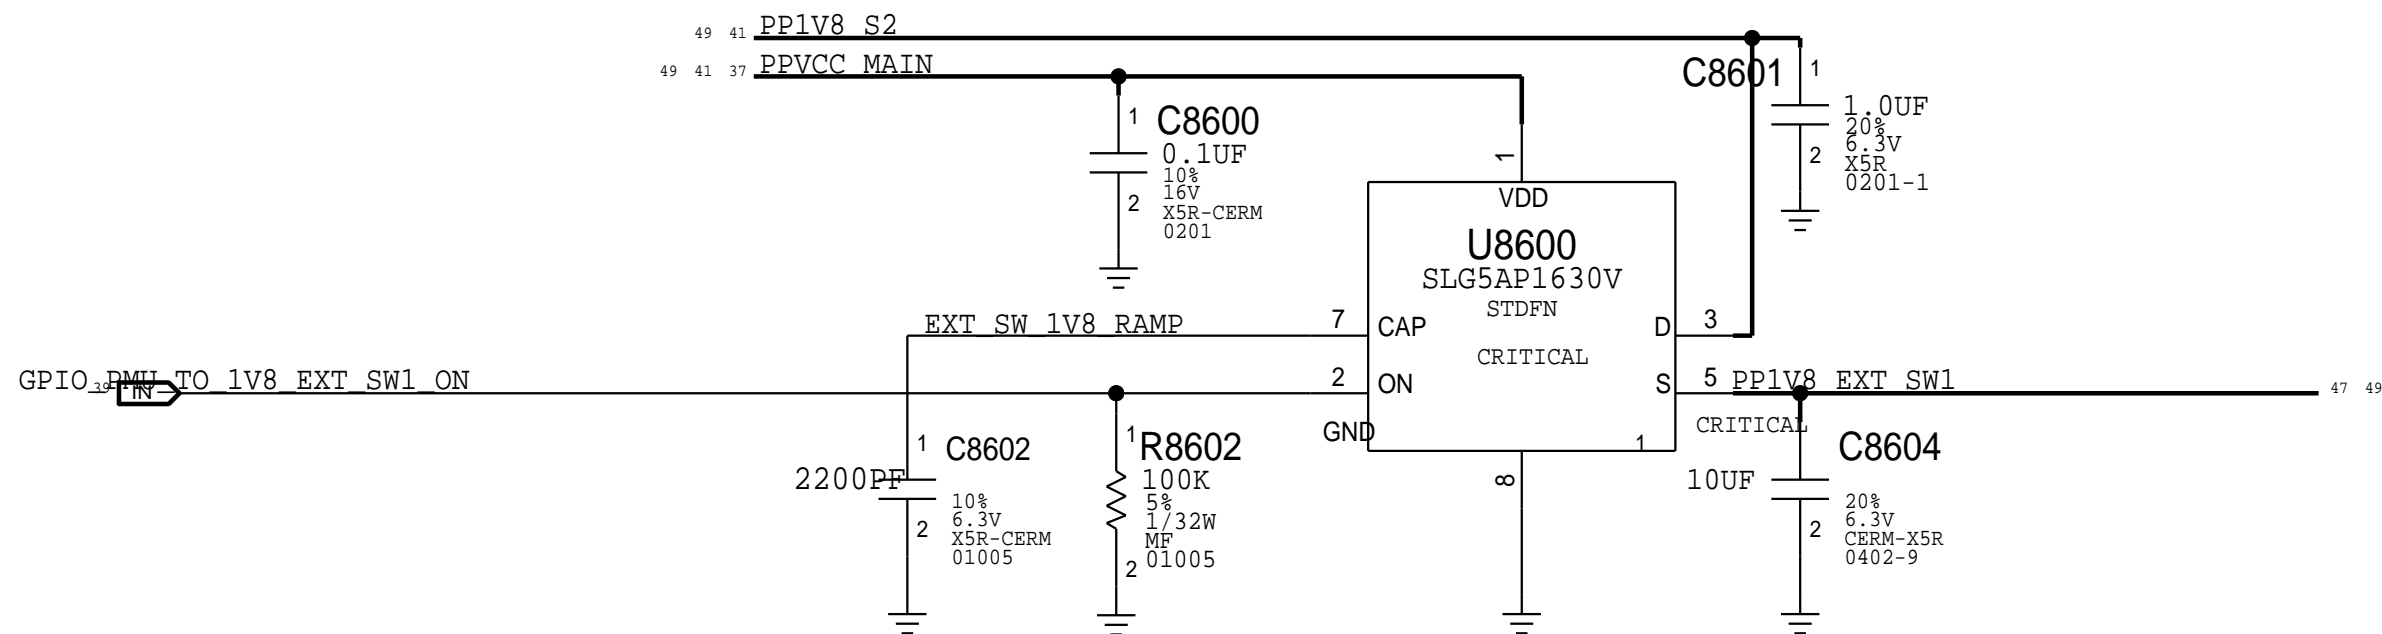 49 41 PP1V8_S2
49 41 37 PPVCC_MAIN
C8601
1
1.0UF
20%
6.3V
X5R
0201-1
2
1
C8600
0.1UF
10%
16V
X5R-CERM
0201
2
1
VDD
U8600
SLG5AP1630V
STDFN
CRITICAL
EXT_SW_1V8_RAMP
7
CAP
D
3
GPIO_PMU_TO_1V8_EXT_SW1_ON
39
IN
2
ON
S
5
PP1V8_EXT_SW1
47 49
GND
1
CRITICAL
8
1
C8602
2200PF
10%
6.3V
X5R-CERM
01005
2
1
R8602
100K
5%
1/32W
MF
01005
2
C8604
10UF
20%
6.3V
CERM-X5R
0402-9
2